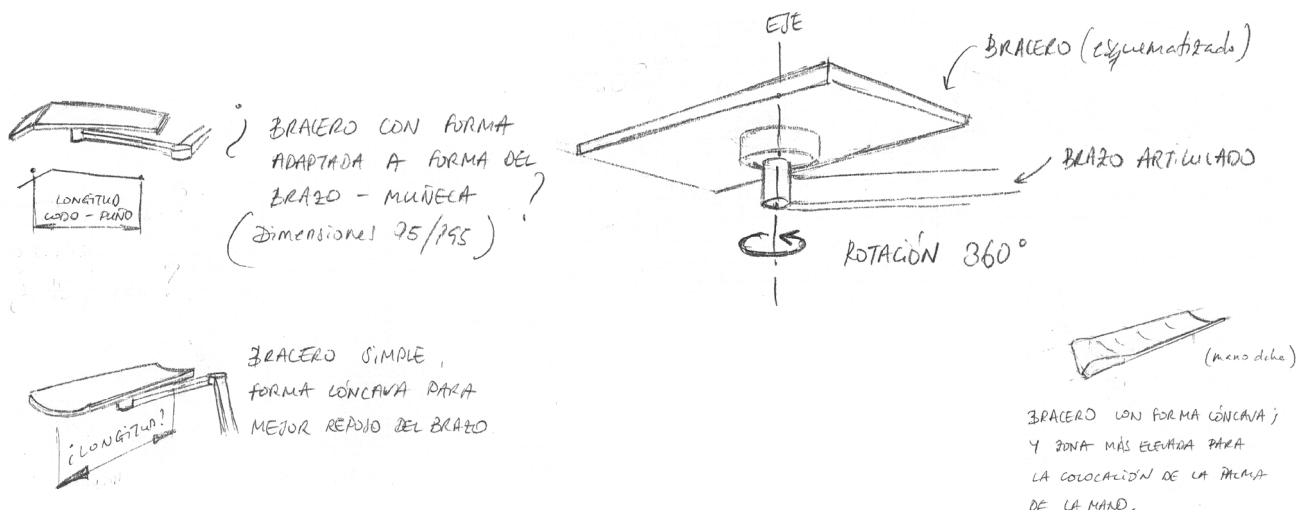 ¿ BRACERO CON FORMA
ADAPTADA A FORMA DEL
BRAZO - MUÑECA ?
(Dimensiones 95/195)
LONGITUD
CODO - PUÑO
EJE
BRACERO (esquematizado)
BRAZO ARTICULADO
ROTACIÓN 360°
BRACERO SIMPLE,
FORMA CÓNCAVA PARA
MEJOR REPOSO DEL BRAZO
¿LONGITUD?
(mano dcha)
BRACERO CON FORMA CÓNCAVA;
Y ZONA MÁS ELEVADA PARA
LA COLOCACIÓN DE LA PALMA
DE LA MANO.